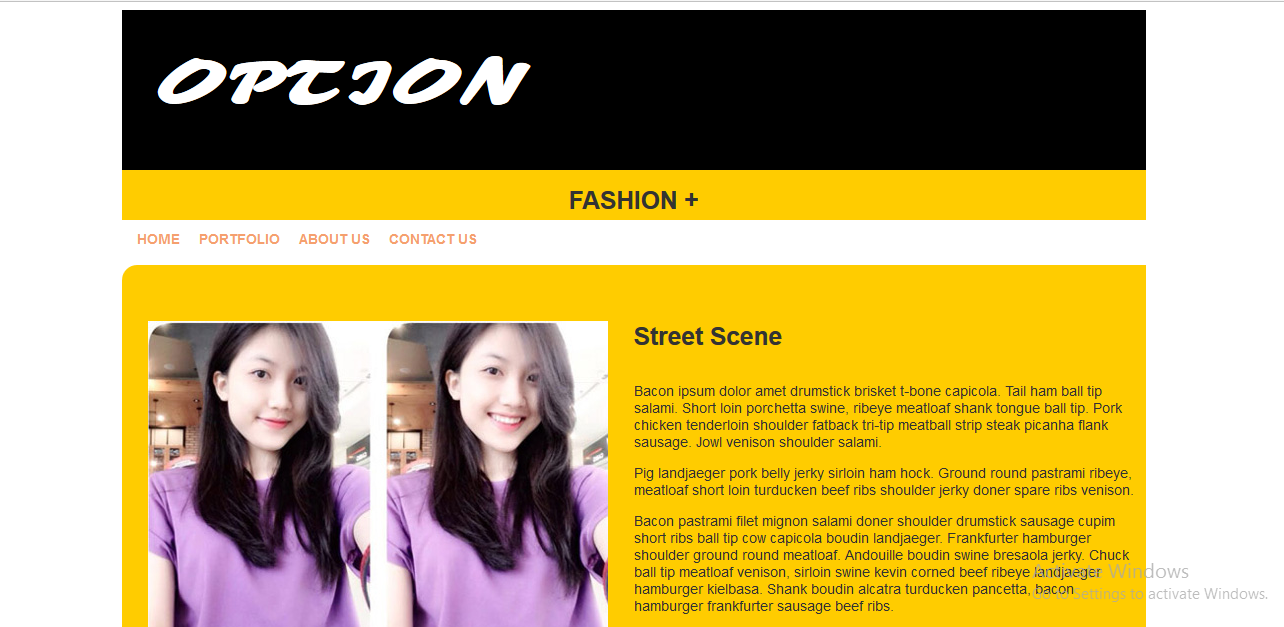 OPTION
FASHION +
HOME PORTFOLIO ABOUT US CONTACT US
Street Scene
Bacon ipsum dolor amet drumstick brisket t-bone capicola. Tail ham ball tip
salami. Short loin porchetta swine, ribeye meatloaf shank tongue ball tip. Pork
chicken tenderloin shoulder fatback tri-tip meatball strip steak picanha flank
sausage. Jowl venison shoulder salami.
Pig landjaeger pork belly jerky sirloin ham hock. Ground round pastrami ribeye,
meatloaf short loin turducken beef ribs shoulder jerky doner spare ribs venison.
Bacon pastrami filet mignon salami doner shoulder drumstick sausage cupim
short ribs ball tip cow capicola boudin landjaeger. Frankfurter hamburger
shoulder ground round meatloaf. Andouille boudin swine bresaola jerky. Chuck
ball tip meatloaf venison, sirloin swine kevin corned beef ribeye landjaeger
hamburger kielbasa. Shank boudin alcatra turducken pancetta, bacon
hamburger frankfurter sausage beef ribs.
Activate Windows
Go to Settings to activate Windows.